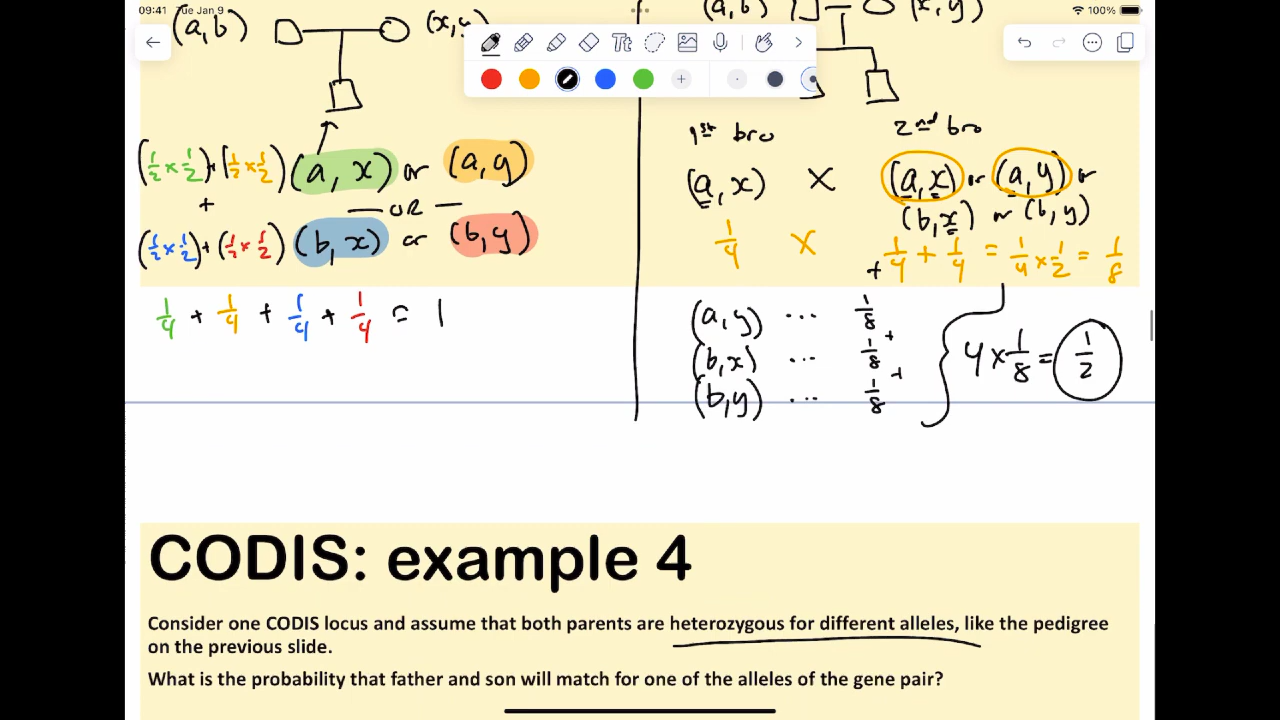 09:41 Tue Jan 9
100%
(a,b)
(x,y)
(a,b)
(x,y)
Tt
(1/2 x 1/2) + (1/2 x 1/2) (a, x) or (a,y)
+
— OR —
(1/2 x 1/2) + (1/2 x 1/2) (b, x) or (b,y)
1/4 + 1/4 + 1/4 + 1/4 = 1
1st bro
2nd bro
(a,x) X (a,x) or (a,y) or
(b,x) or (b,y)
1/4 X 1/4 + 1/4 = 1/4 x 1/2 = 1/8
+
(a,y) ... 1/8
+
(b,x) ... 1/8
+
(b,y) ... 1/8
4 x 1/8 = 1/2
CODIS: example 4
Consider one CODIS locus and assume that both parents are heterozygous for different alleles, like the pedigree
on the previous slide.
What is the probability that father and son will match for one of the alleles of the gene pair?